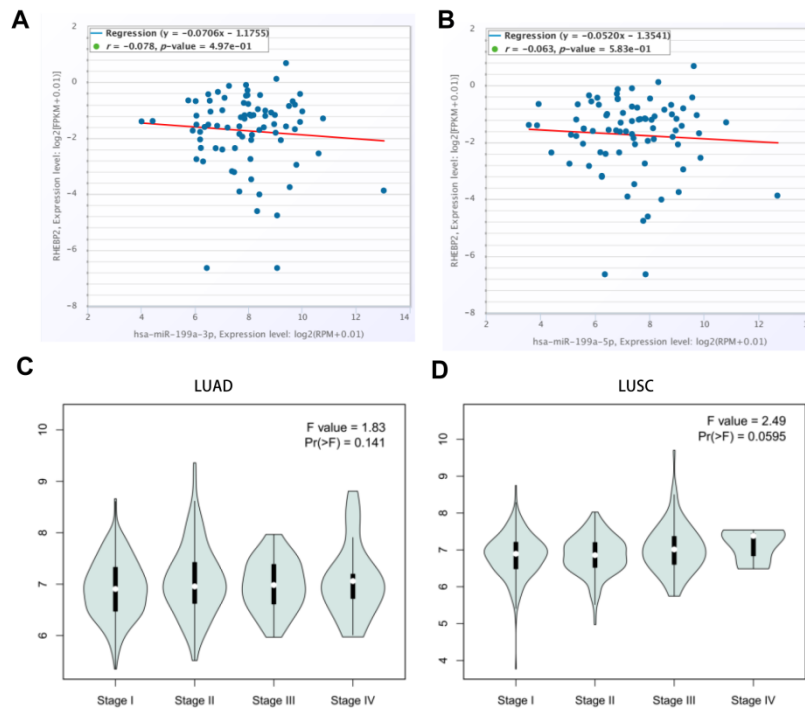 A
Regression (y = -0.0706x - 1.1755)
r = -0.078, p-value = 4.97e-01
2
0
-2
-4
-6
-8
RHEBP2, Expression level: log2[FPKM+0.01)]
2
4
6
8
10
12
14
hsa-miR-199a-3p, Expression level: log2(RPM+0.01)
B
Regression (y = -0.0520x - 1.3541)
r = -0.063, p-value = 5.83e-01
2
0
-2
-4
-6
-8
RHEBP2, Expression level: log2[FPKM+0.01)]
2
4
6
8
10
12
hsa-miR-199a-5p, Expression level: log2(RPM+0.01)
C
LUAD
F value = 1.83
Pr(>F) = 0.141
10
9
8
7
6
Stage I
Stage II
Stage III
Stage IV
D
LUSC
F value = 2.49
Pr(>F) = 0.0595
10
9
8
7
6
5
4
Stage I
Stage II
Stage III
Stage IV